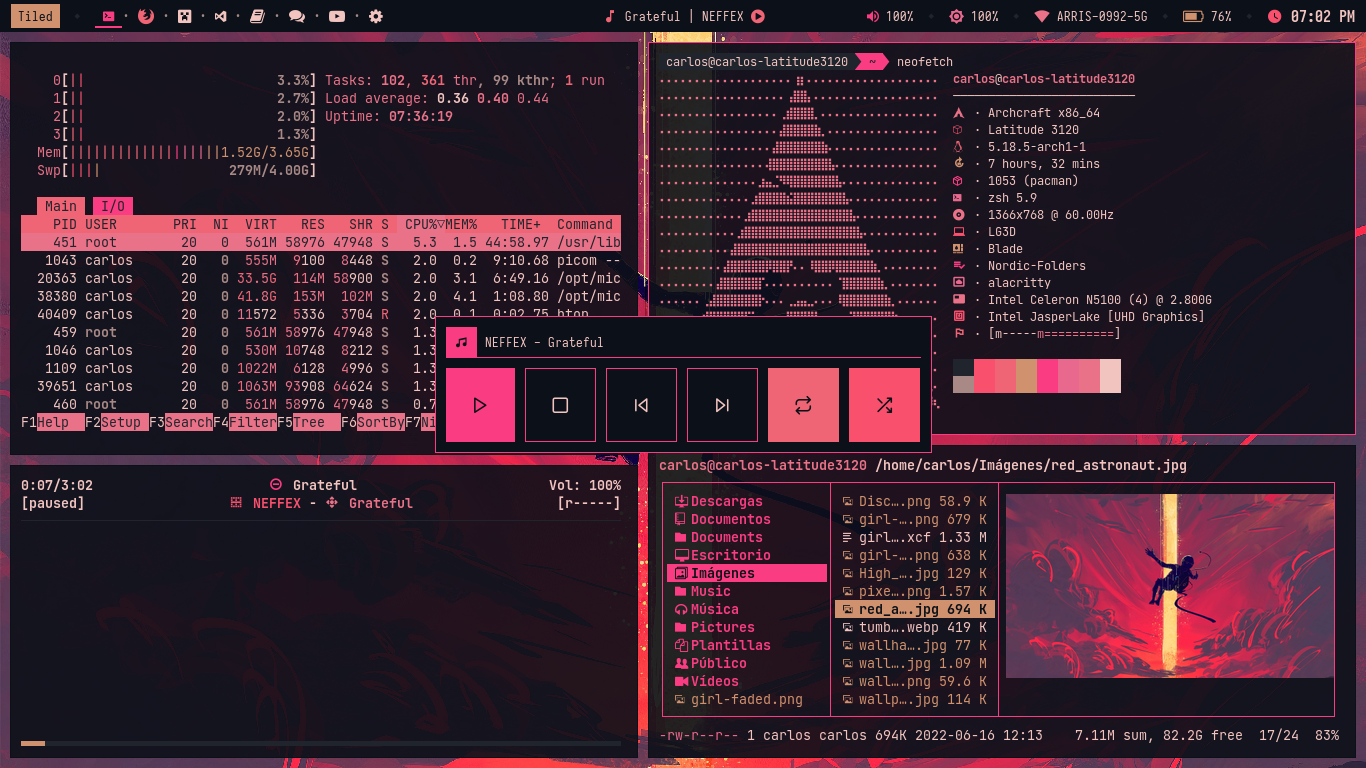 Tiled
Grateful | NEFFEX
100%
100%
ARRIS-0992-5G
76%
07:02 PM
0[|| 3.3%]
1[|| 2.7%]
2[|| 2.0%]
3[|| 1.3%]
Mem[|||||||||||||||||||1.52G/3.65G]
Swp[|||| 279M/4.00G]
Tasks: 102, 361 thr, 99 kthr; 1 run
Load average: 0.36 0.40 0.44
Uptime: 07:36:19
Main I/O
PID USER PRI NI VIRT RES SHR S CPU%▽MEM% TIME+ Command
451 root 20 0 561M 58976 47948 S 5.3 1.5 44:58.97 /usr/lib
1043 carlos 20 0 555M 9100 8448 S 2.0 0.2 9:10.68 picom --
20363 carlos 20 0 33.5G 114M 58900 S 2.0 3.1 6:49.16 /opt/mic
38380 carlos 20 0 41.8G 153M 102M S 2.0 4.1 1:08.80 /opt/mic
40409 carlos 20 0 11572 5336 3704 R 2.0 0.1 0:02.75 htop
459 root 20 0 561M 58976 47948 S 1.3
1046 carlos 20 0 530M 10748 8212 S 1.3
1109 carlos 20 0 1022M 6128 4996 S 1.3
39651 carlos 20 0 1063M 93908 64624 S 1.3
460 root 20 0 561M 58976 47948 S 0.7
F1Help F2Setup F3SearchF4FilterF5Tree F6SortByF7Ni
carlos@carlos-latitude3120 ~ neofetch
carlos@carlos-latitude3120
· Archcraft x86_64
· Latitude 3120
· 5.18.5-arch1-1
· 7 hours, 32 mins
· 1053 (pacman)
· zsh 5.9
· 1366x768 @ 60.00Hz
· LG3D
· Blade
· Nordic-Folders
· alacritty
· Intel Celeron N5100 (4) @ 2.800G
· Intel JasperLake [UHD Graphics]
· [m-----m==========]
NEFFEX - Grateful
0:07/3:02 Grateful Vol: 100%
[paused] NEFFEX - Grateful [r-----]
carlos@carlos-latitude3120 /home/carlos/Imágenes/red_astronaut.jpg
Descargas
Documentos
Documents
Escritorio
Imágenes
Music
Música
Pictures
Plantillas
Público
Vídeos
girl-faded.png
Disc….png 58.9 K
girl-….png 679 K
girl….xcf 1.33 M
girl-….png 638 K
High_….jpg 129 K
pixe….png 1.57 K
red_a….jpg 694 K
tumb….webp 419 K
wallha….jpg 77 K
wall….jpg 1.09 M
wall….png 59.6 K
wallp….jpg 114 K
-rw-r--r-- 1 carlos carlos 694K 2022-06-16 12:13 7.11M sum, 82.2G free 17/24 83%